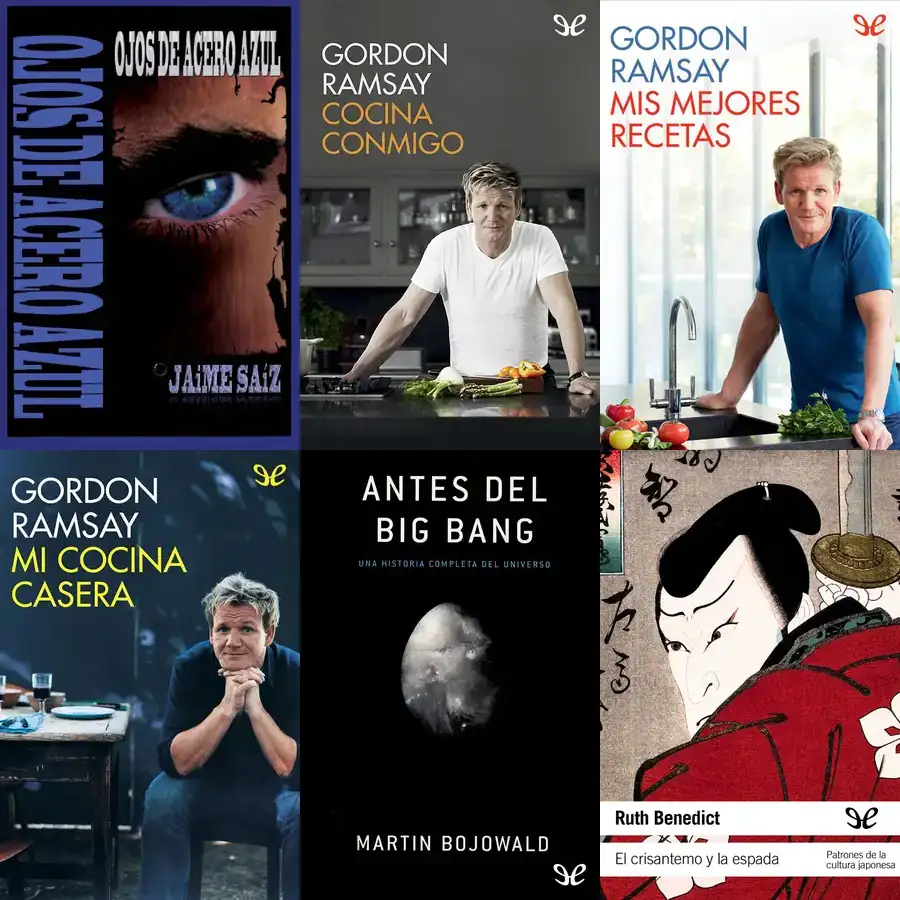 OJOS DE ACERO AZUL
OJOS DE ACERO AZUL
JAiME SAíZ
GORDON
RAMSAY
COCINA
CONMIGO
GORDON
RAMSAY
MIS MEJORES
RECETAS
GORDON
RAMSAY
MI COCINA
CASERA
ANTES DEL
BIG BANG
UNA HISTORIA COMPLETA DEL UNIVERSO
MARTIN BOJOWALD
Ruth Benedict
El crisantemo y la espada
Patrones de la
cultura japonesa